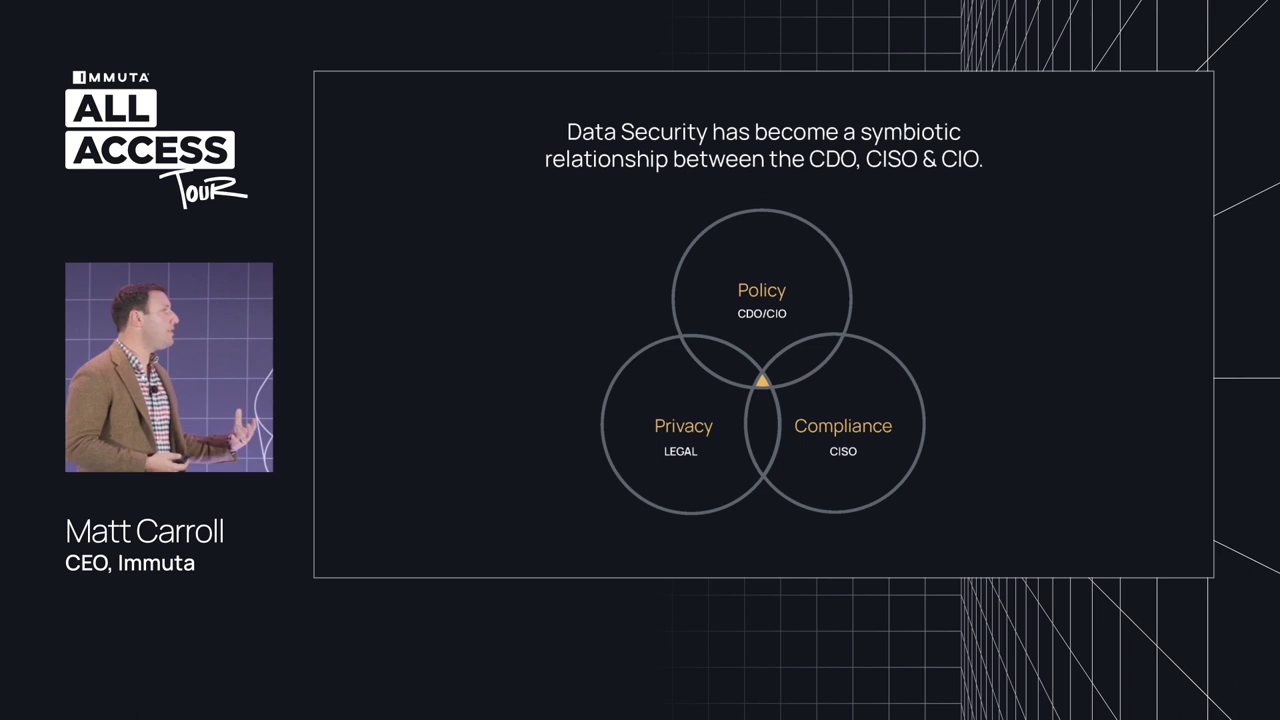 IMMUTA
ALL
ACCESS
TOUR
Matt Carroll
CEO, Immuta
Data Security has become a symbiotic
relationship between the CDO, CISO & CIO.
Policy
CDO/CIO
Privacy
LEGAL
Compliance
CISO